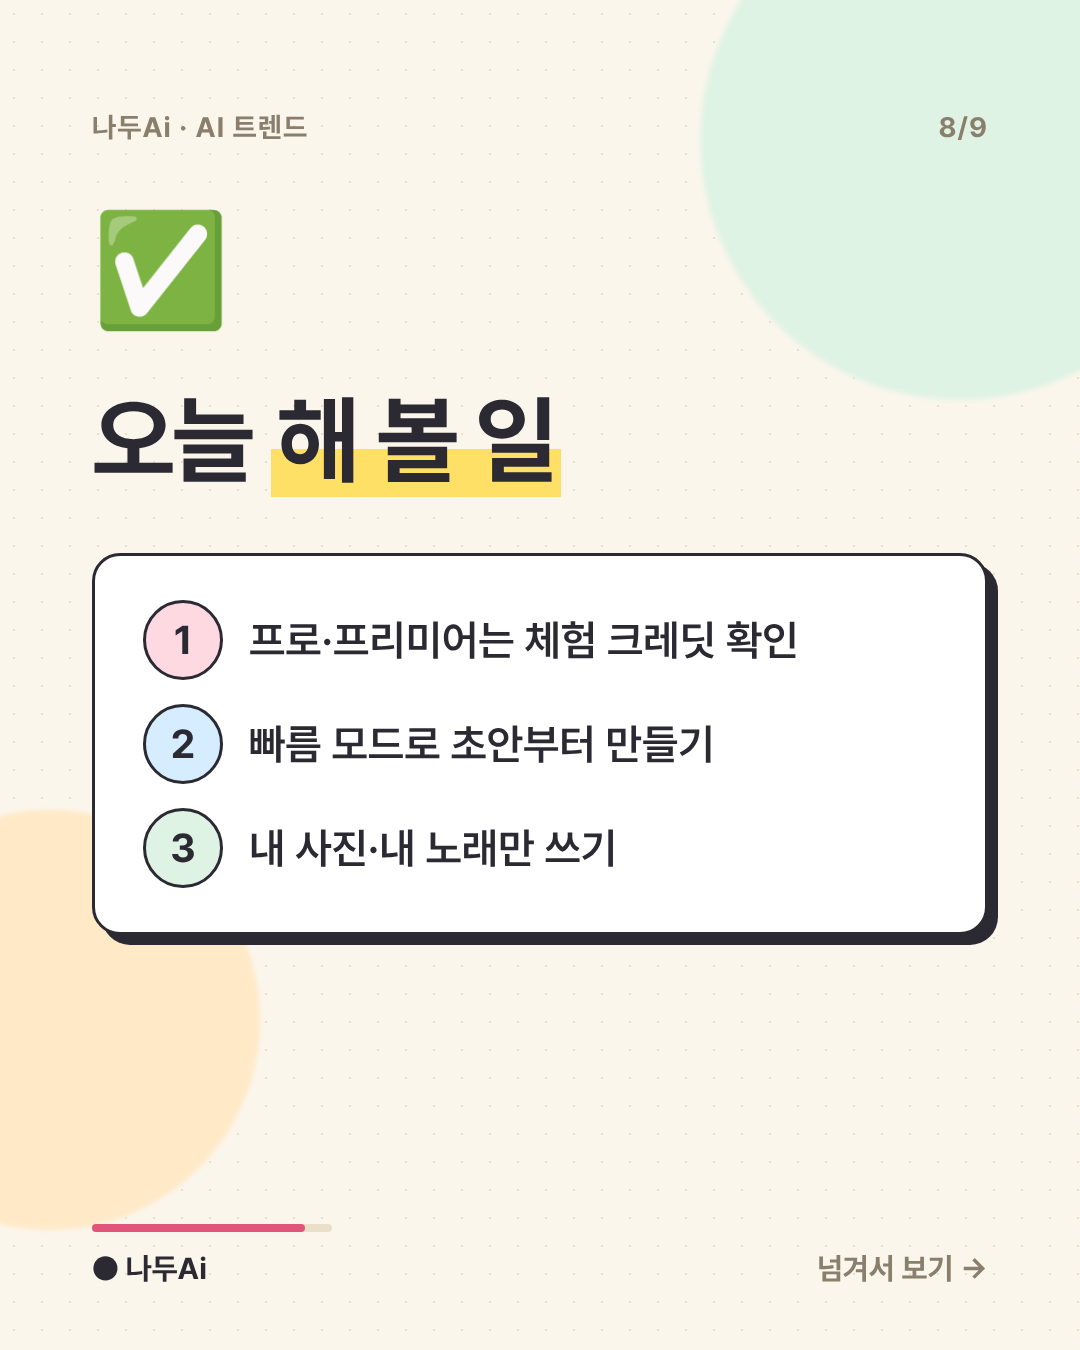 나두Ai · AI 트렌드
8/9
오늘 해 볼 일
1 프로·프리미어는 체험 크레딧 확인
2 빠름 모드로 초안부터 만들기
3 내 사진·내 노래만 쓰기
나두Ai
넘겨서 보기 →